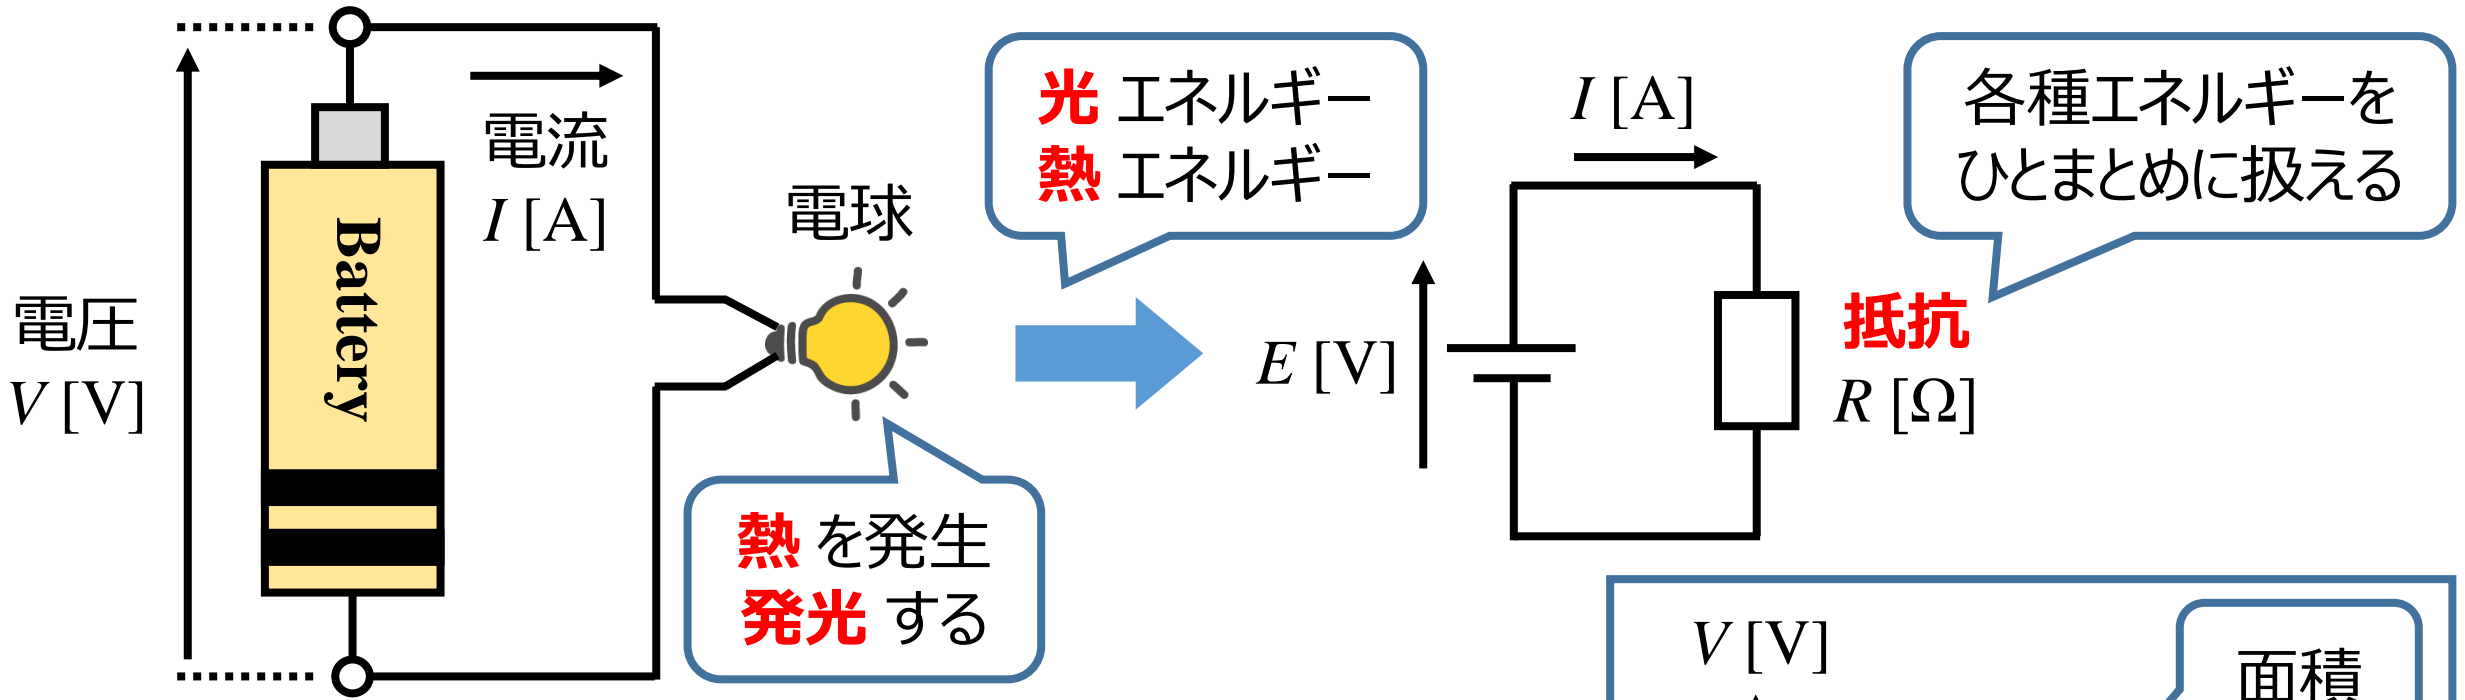 電圧
V [V]
Battery
電流
I [A]
電球
熱 を発生
発光 する
光 エネルギー
熱 エネルギー
E [V]
I [A]
抵抗
R [Ω]
各種エネルギーを
ひとまとめに扱える
V [V]
面積